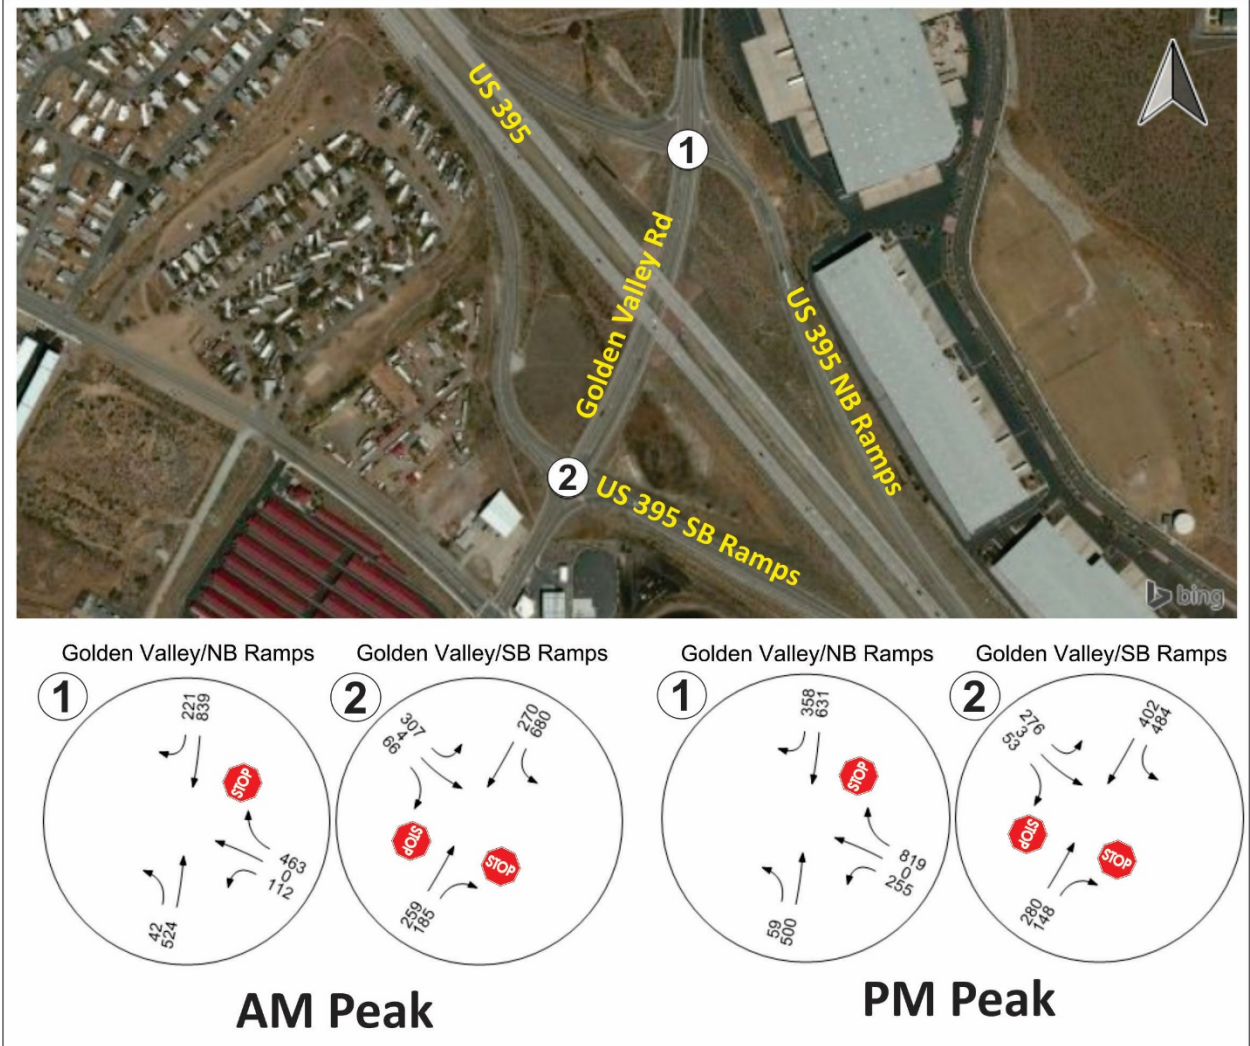 US 395
1
Golden Valley Rd
US 395 NB Ramps
2
US 395 SB Ramps
bing
Golden Valley/NB Ramps
Golden Valley/SB Ramps
Golden Valley/NB Ramps
Golden Valley/SB Ramps
1
221
839
STOP
463
0
112
42
524
2
307
4
66
270
680
STOP
STOP
259
185
1
358
631
STOP
819
0
255
59
500
2
276
3
53
402
484
STOP
STOP
280
148
AM Peak
PM Peak